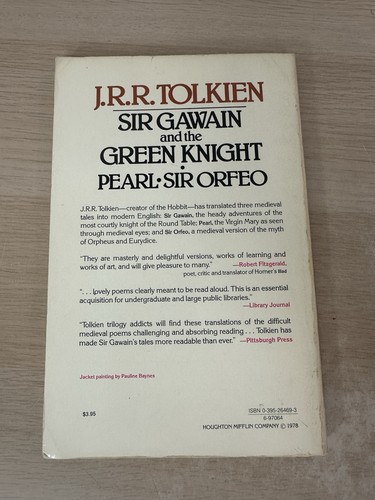 J.R.R. TOLKIEN
SIR GAWAIN
and the
GREEN KNIGHT
•
PEARL • SIR ORFEO
J.R.R. Tolkien—creator of the Hobbit—has translated three medieval
tales into modern English: Sir Gawain, the heady adventures of the
most courtly knight of the Round Table; Pearl, the Virgin Mary as seen
through medieval eyes; and Sir Orfeo, a medieval version of the myth
of Orpheus and Eurydice.
"They are masterly and delightful versions, works of learning and
works of art, and will give pleasure to many." —Robert Fitzgerald,
poet, critic and translator of Homer's Iliad
". . . lovely poems clearly meant to be read aloud. This is an essential
acquisition for undergraduate and large public libraries."
—Library Journal
"Tolkien trilogy addicts will find these translations of the difficult
medieval poems challenging and absorbing reading . . . Tolkien has
made Sir Gawain's tales more readable than ever." —Pittsburgh Press
Jacket painting by Pauline Baynes
$3.95
ISBN 0-395-26469-3
6-97064
HOUGHTON MIFFLIN COMPANY © 1978